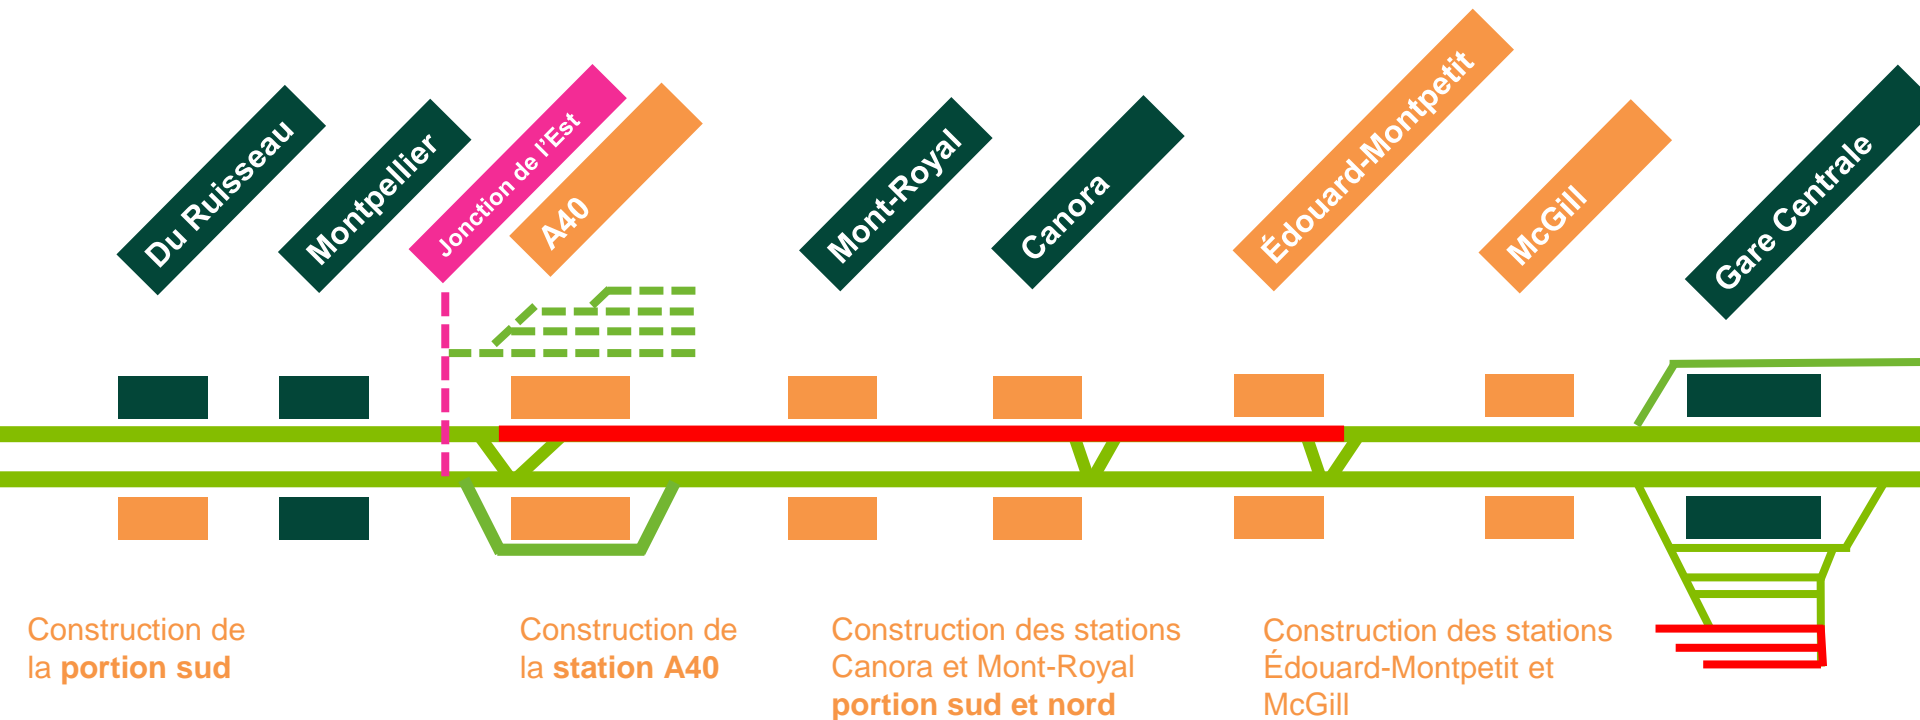 Du Ruisseau
Montpellier
Jonction de l'Est
A40
Mont-Royal
Canora
Édouard-Montpetit
McGill
Gare Centrale
Construction de
la portion sud
Construction de
la station A40
Construction des stations
Canora et Mont-Royal
portion sud et nord
Construction des stations
Édouard-Montpetit et
McGill